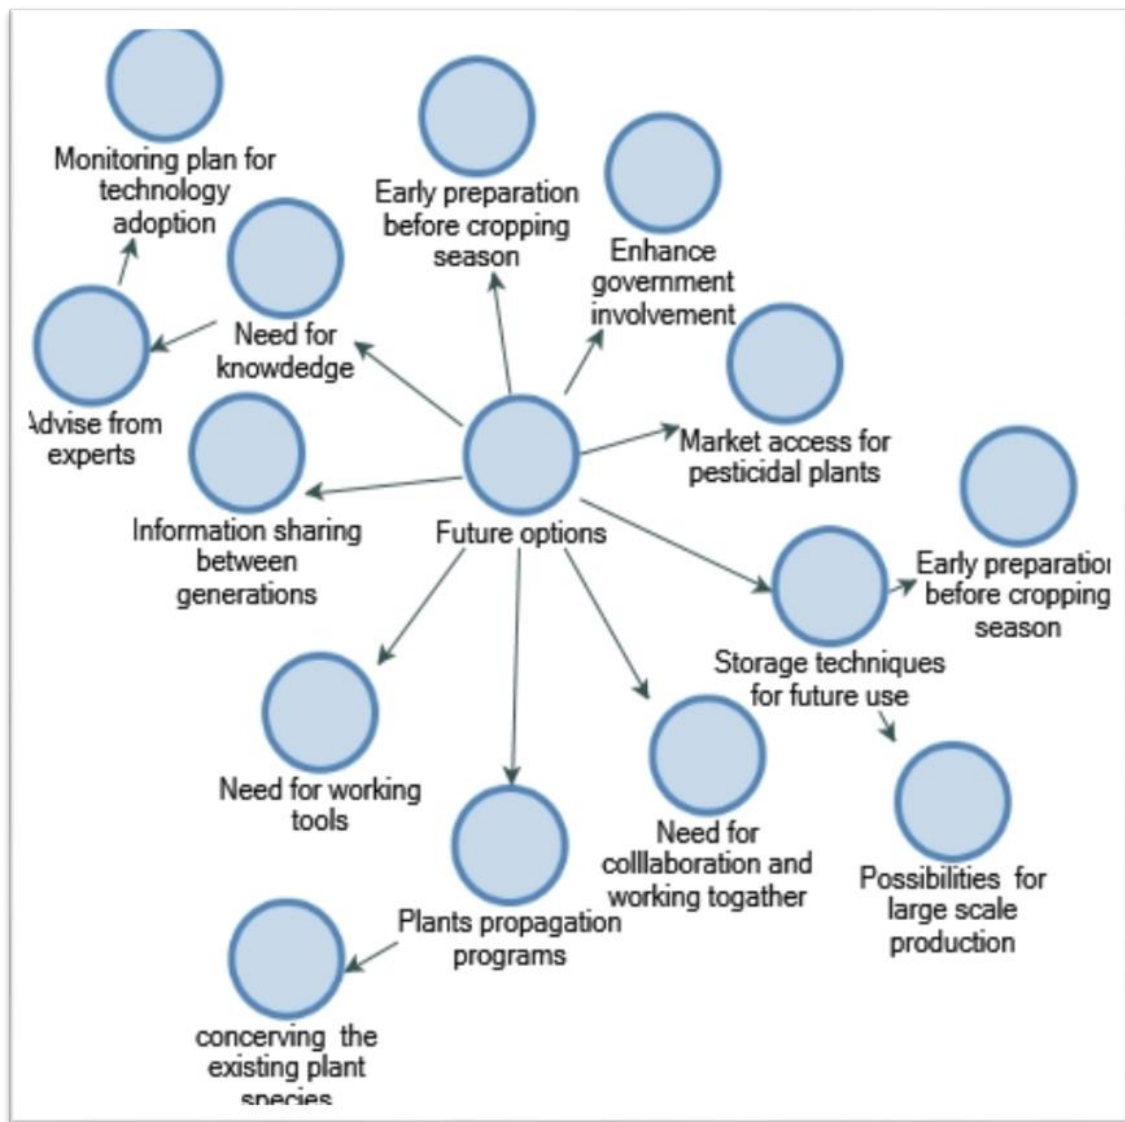 Monitoring plan for
technology
adoption
Early preparation
before cropping
season
Enhance
government
involvement
Need for
knowdedge
Advise from
experts
Market access for
pesticidal plants
Information sharing
between
generations
Future options
Early preparation
before cropping
season
Storage techniques
for future use
Need for working
tools
Need for
colllaboration and
working togather
Possibilities for
large scale
production
Plants propagation
programs
concerving the
existing plant
species